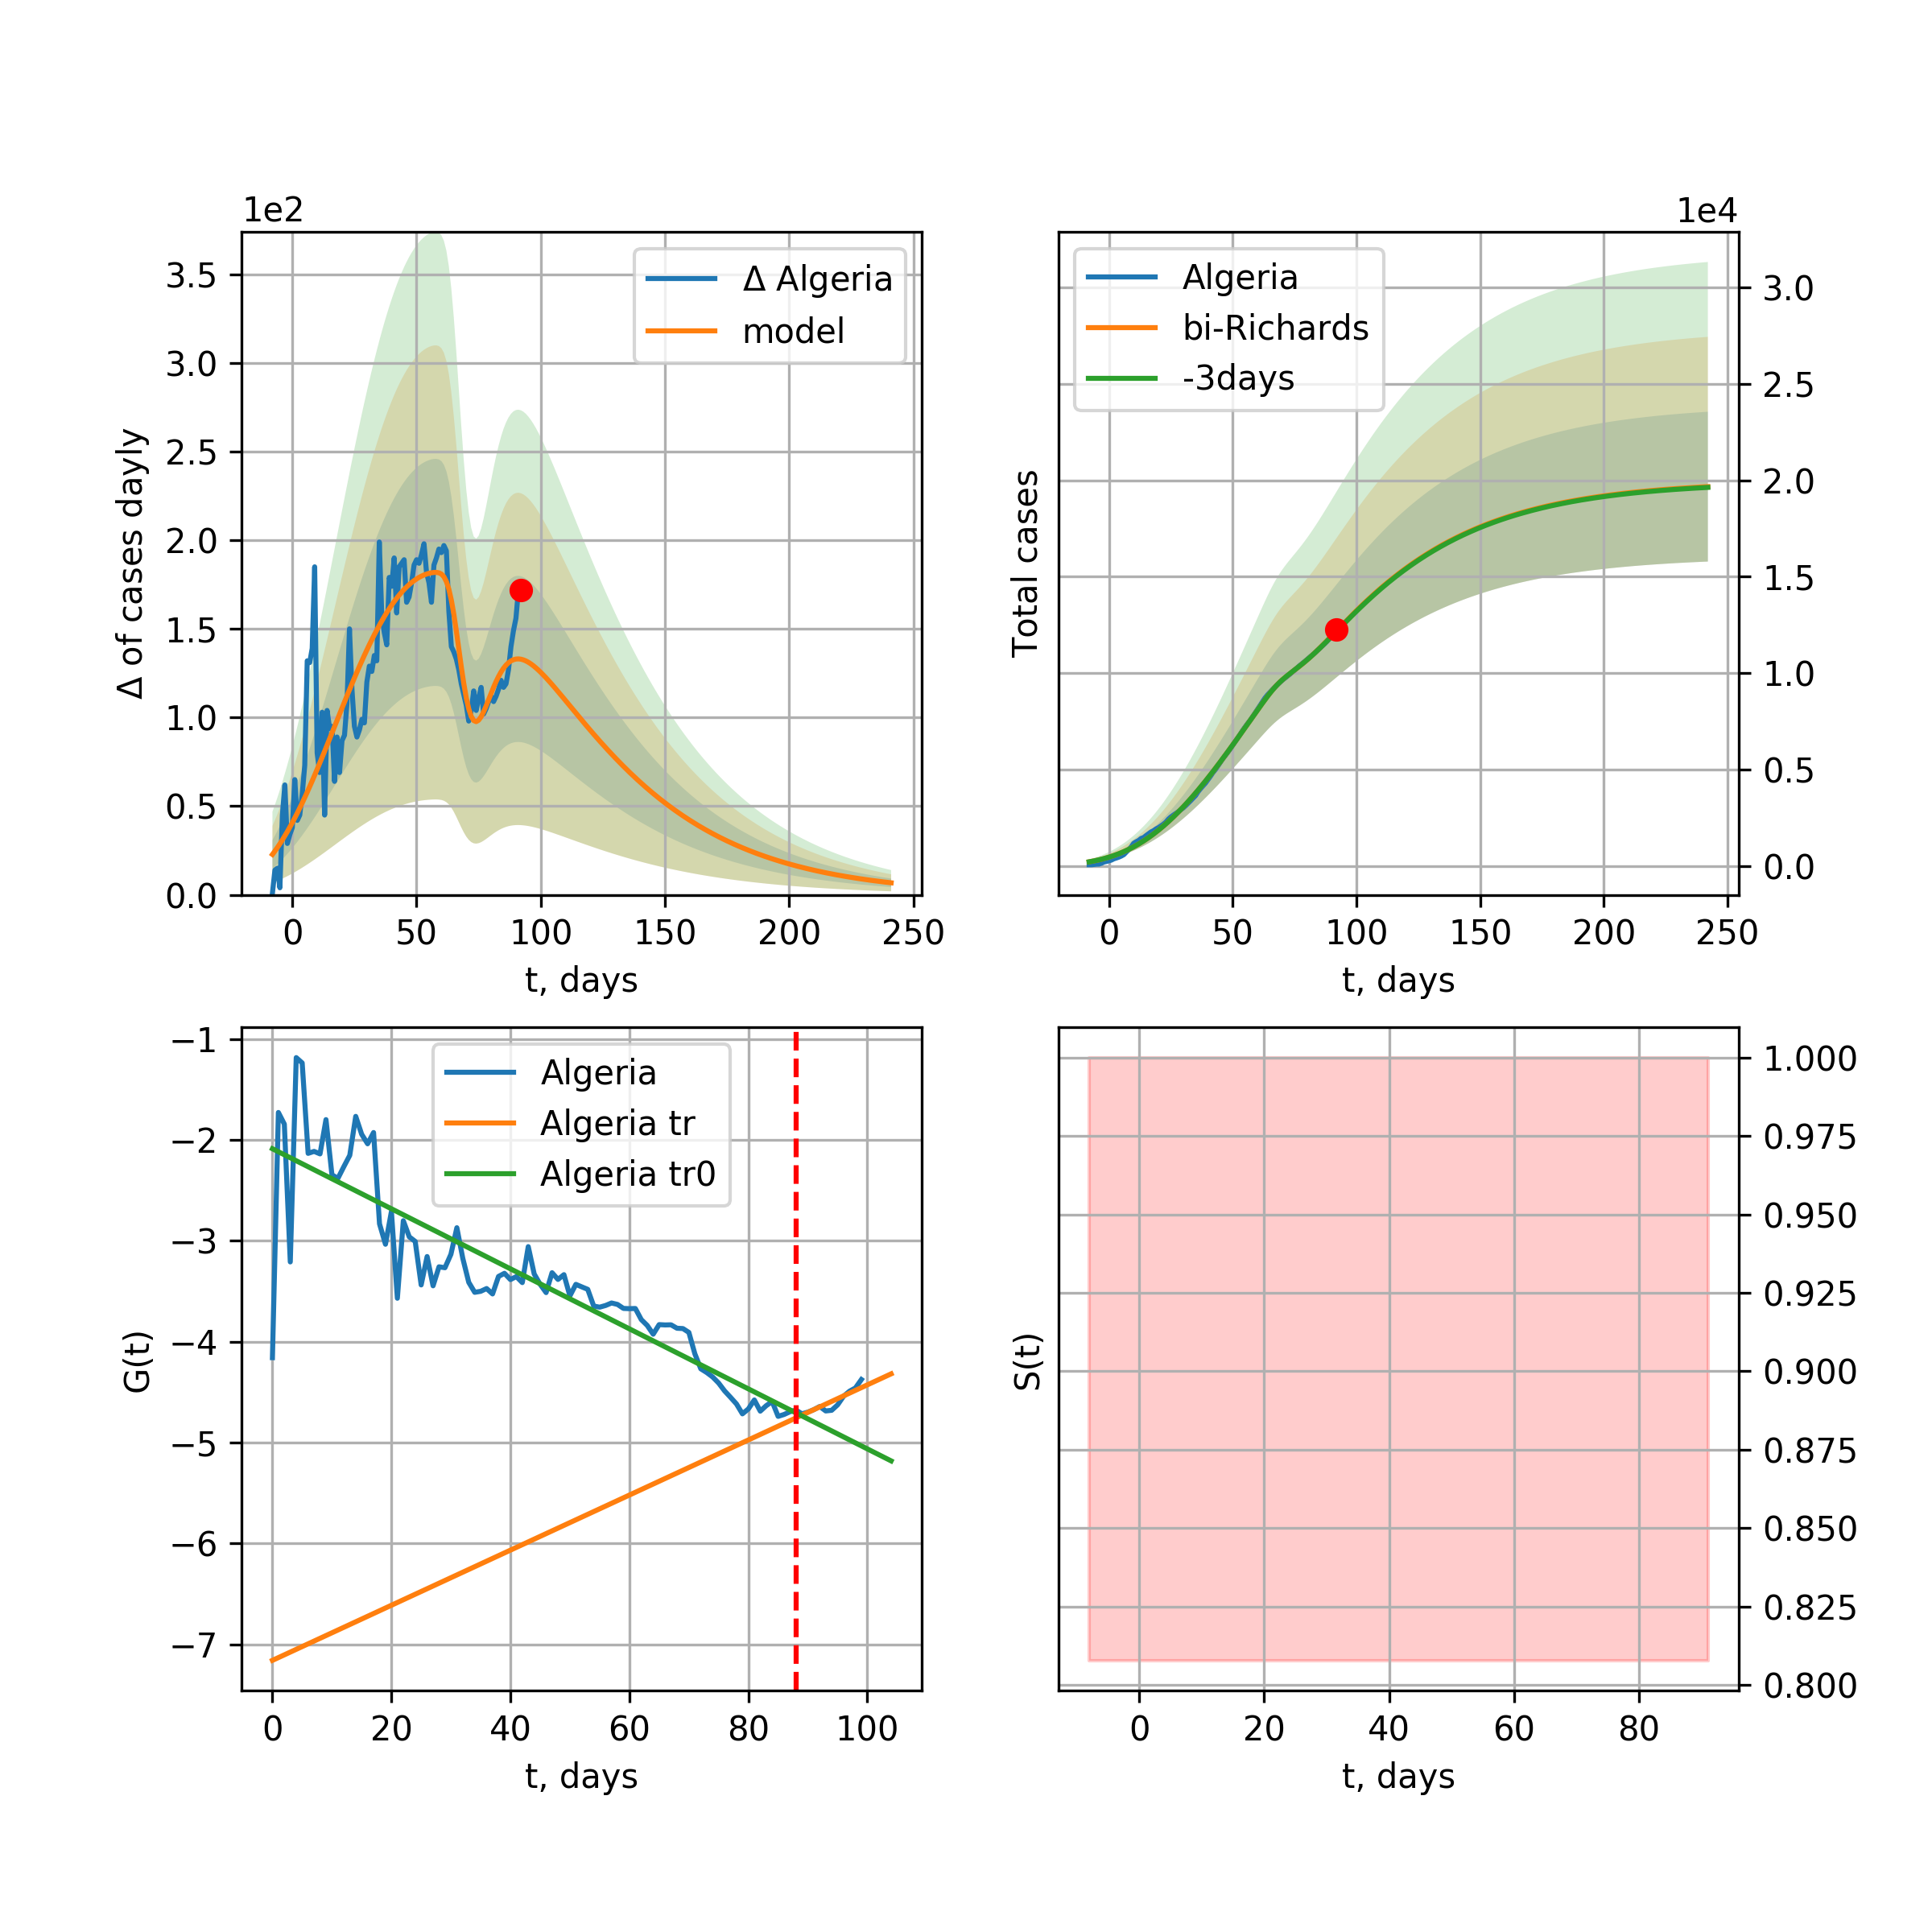 1e2
3.5
3.0
2.5
2.0
1.5
1.0
0.5
0.0
Δ of cases dayly
Δ Algeria
model
0 50 100 150 200 250
t, days
1e4
Algeria
bi-Richards
-3days
Total cases
3.0
2.5
2.0
1.5
1.0
0.5
0.0
0 50 100 150 200 250
t, days
−1
−2
−3
−4
−5
−6
−7
G(t)
Algeria
Algeria tr
Algeria tr0
0 20 40 60 80 100
t, days
S(t)
1.000
0.975
0.950
0.925
0.900
0.875
0.850
0.825
0.800
0 20 40 60 80
t, days